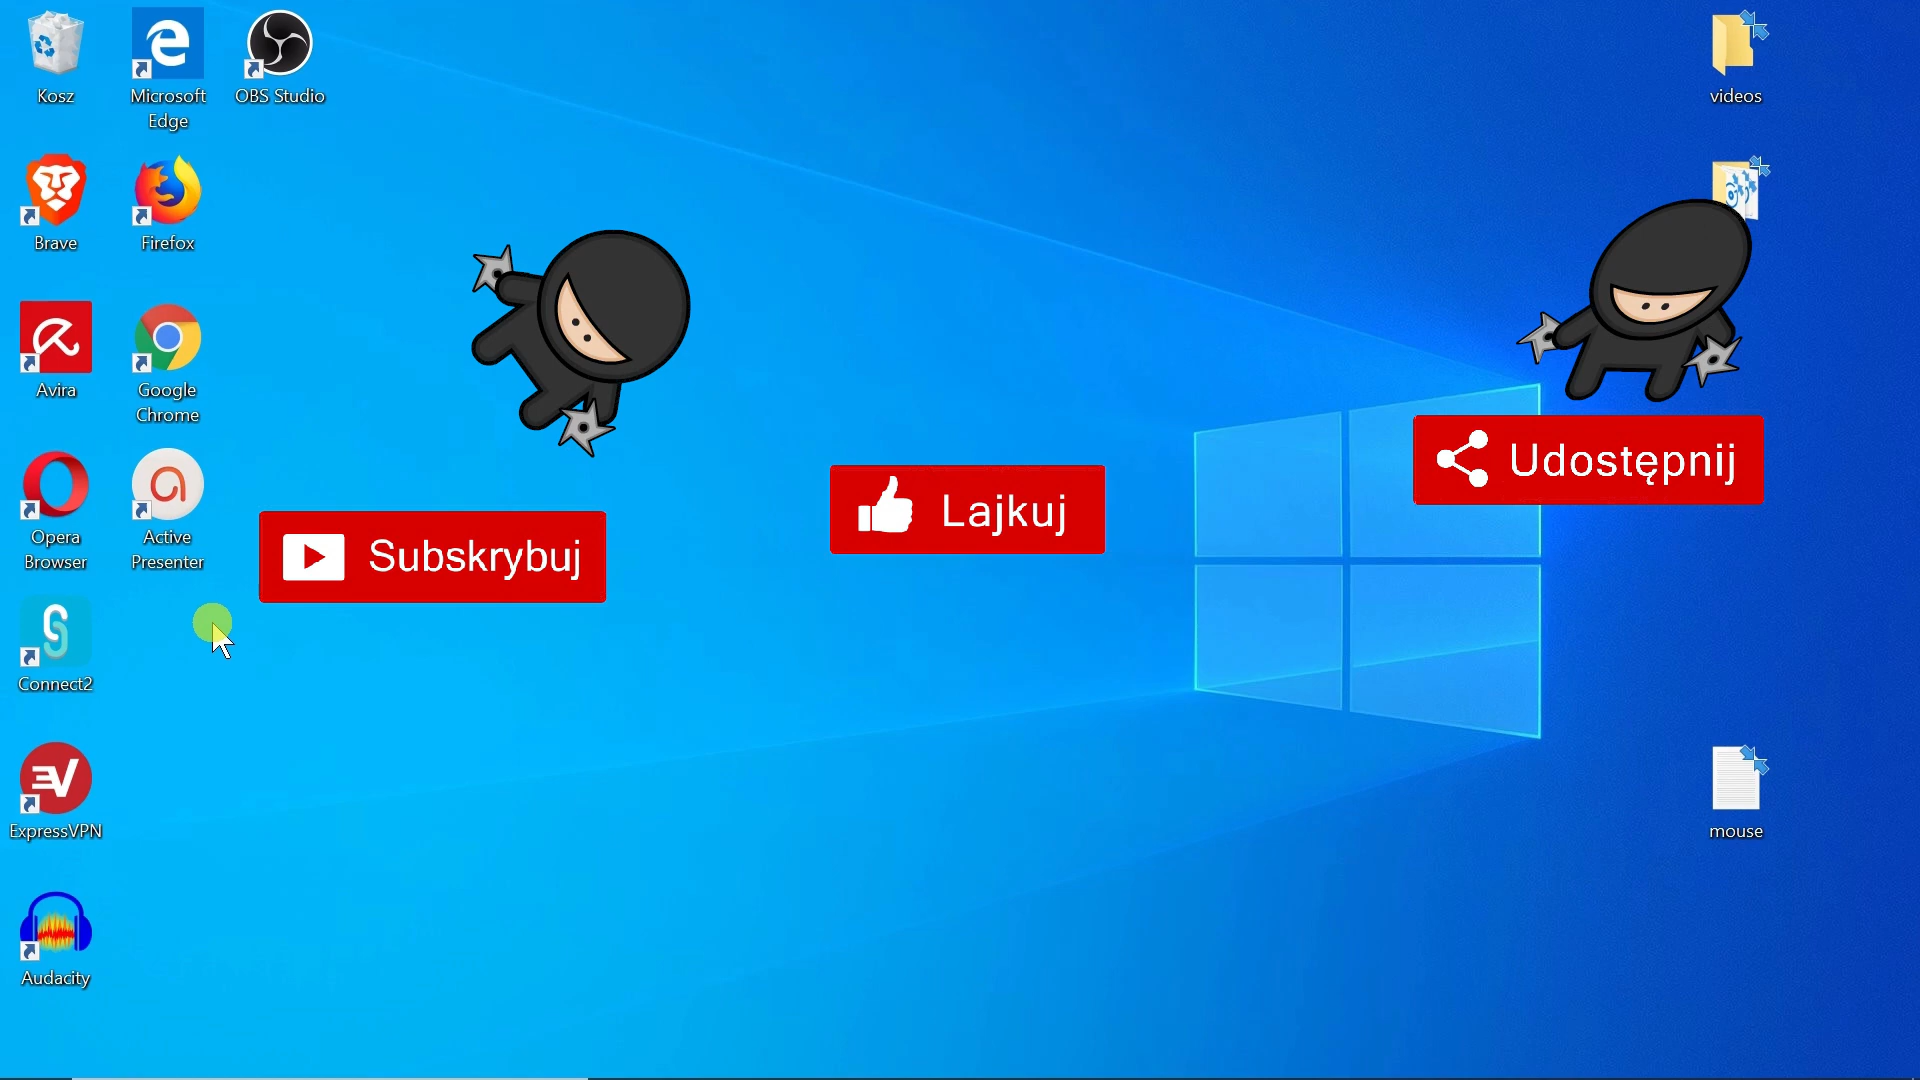 Kosz
Microsoft
Edge
OBS Studio
videos
Brave
Firefox
Avira
Google
Chrome
Opera
Browser
Active
Presenter
Subskrybuj
Lajkuj
Udostępnij
Connect2
ExpressVPN
mouse
Audacity